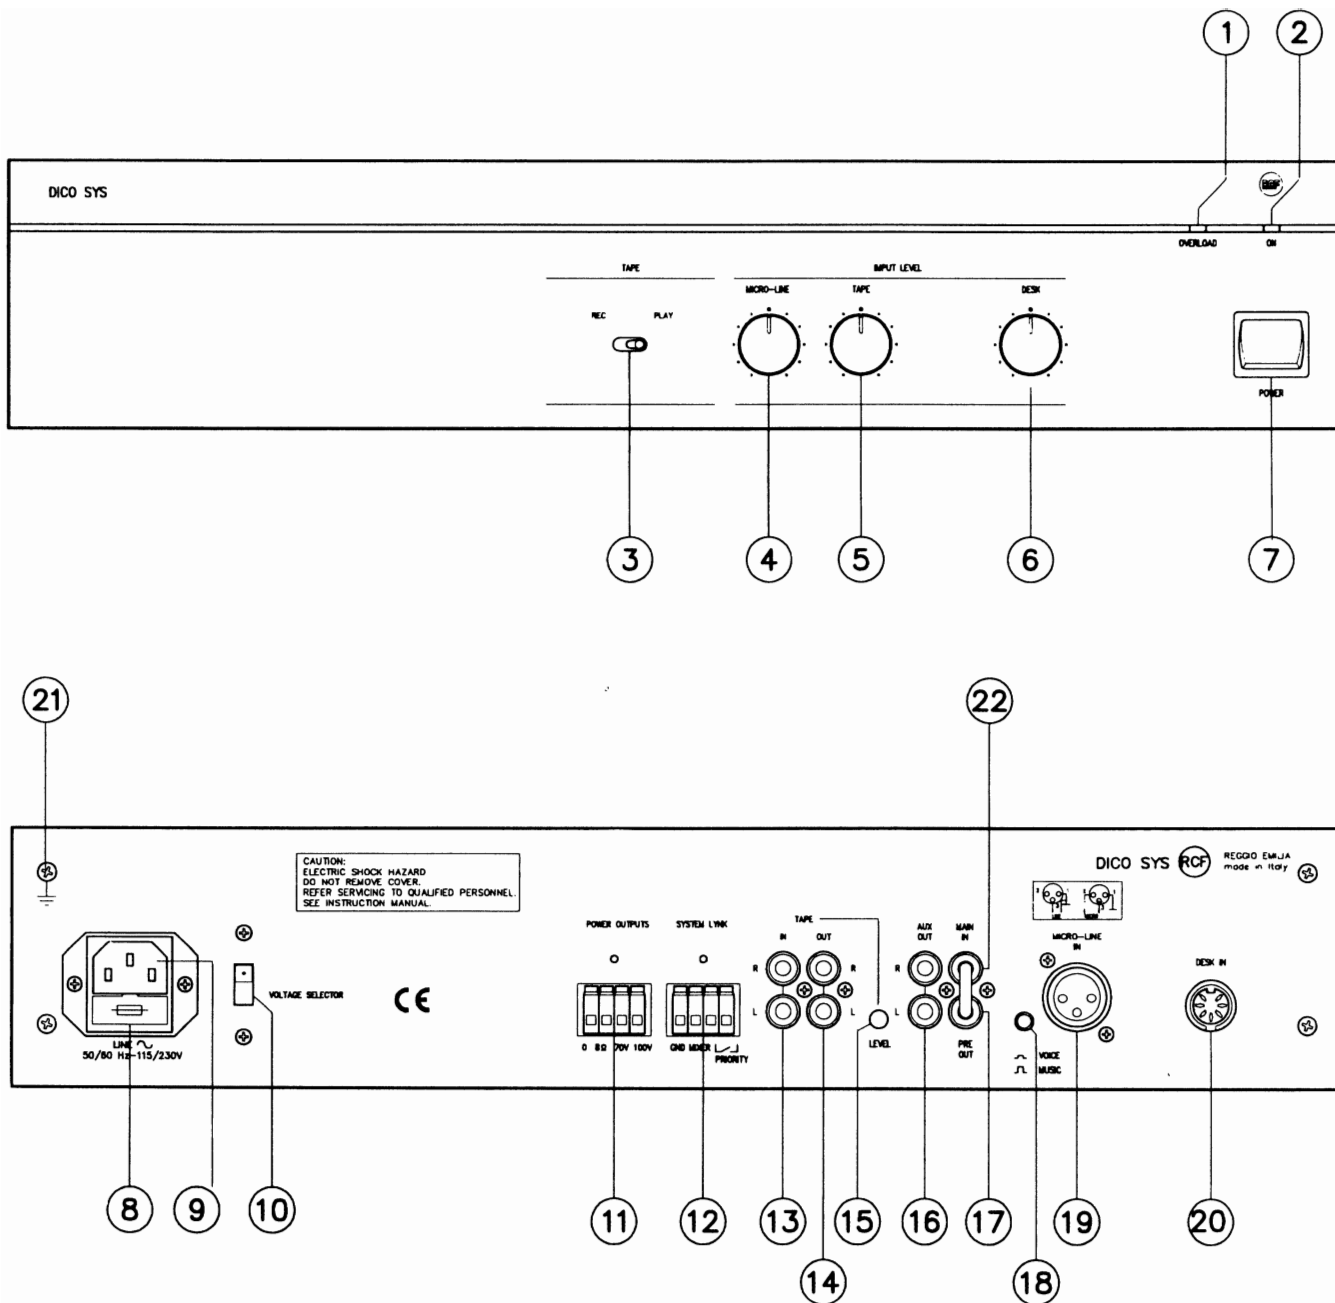 1 2
DICO SYS
RCF
OVERLOAD ON
TAPE INPUT LEVEL
MICRO-LINE TAPE DESK
REC PLAY
POWER
3 4 5 6 7
21 22
CAUTION:
ELECTRIC SHOCK HAZARD
DO NOT REMOVE COVER.
REFER SERVICING TO QUALIFIED PERSONNEL.
SEE INSTRUCTION MANUAL.
DICO SYS RCF REGGIO EMILIA
made in Italy
POWER OUTPUTS SYSTEM LYNK TAPE
IN OUT
AUX OUT
MAIN IN
MICRO-LINE
IN
DESK IN
R R R
L L L
VOLTAGE SELECTOR
CE
LINE
50/60 Hz-115/230V
0 8Ω 70V 100V
GND MIXER
PRIORITY
LEVEL
PRE
OUT
VOICE
MUSIC
8 9 10 11 12 13 15 16 17 19 20
14 18